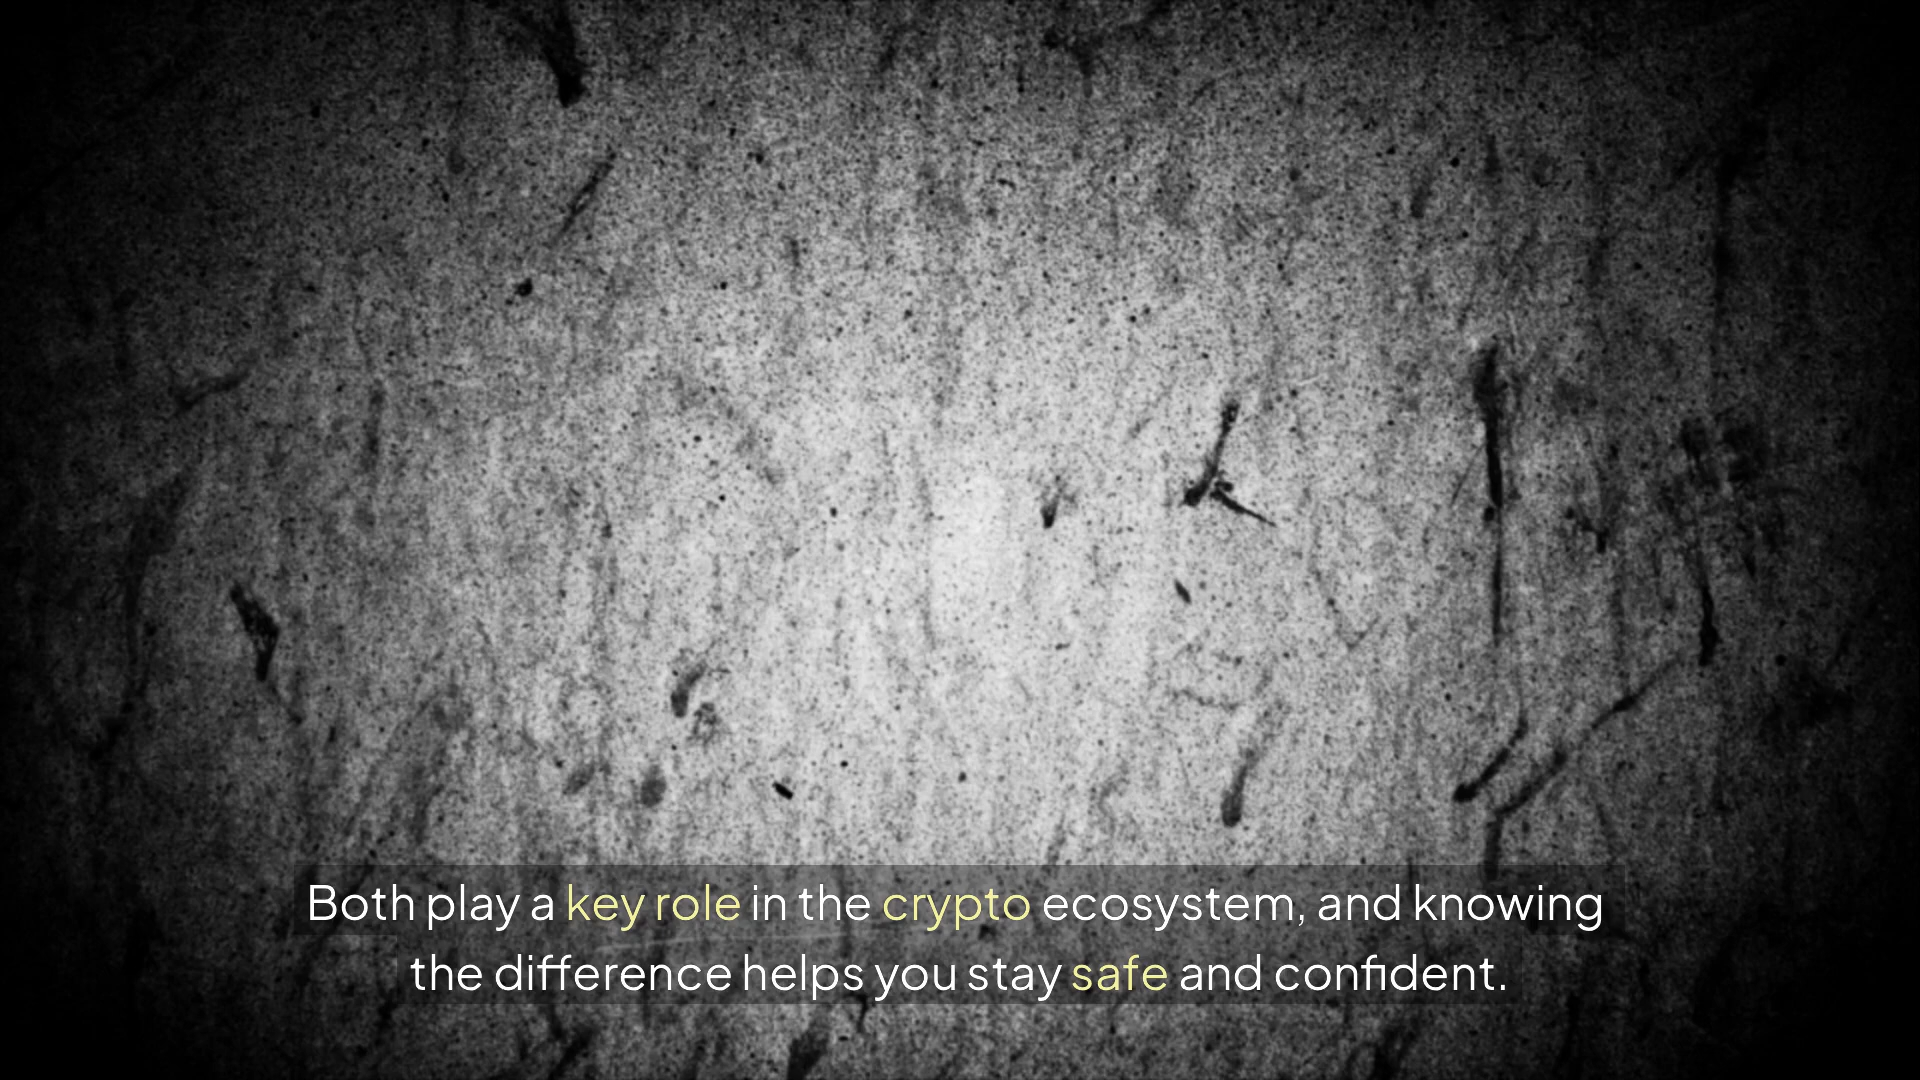 Both play a key role in the crypto ecosystem, and knowing
the difference helps you stay safe and confident.